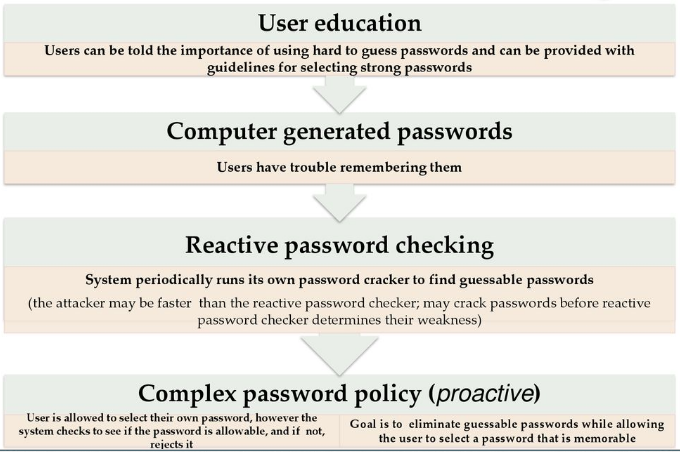 User education
Users can be told the importance of using hard to guess passwords and can be provided with
guidelines for selecting strong passwords
Computer generated passwords
Users have trouble remembering them
Reactive password checking
System periodically runs its own password cracker to find guessable passwords
(the attacker may be faster than the reactive password checker; may crack passwords before reactive
password checker determines their weakness)
Complex password policy (proactive)
User is allowed to select their own password, however the
system checks to see if the password is allowable, and if not,
rejects it
Goal is to eliminate guessable passwords while allowing
the user to select a password that is memorable